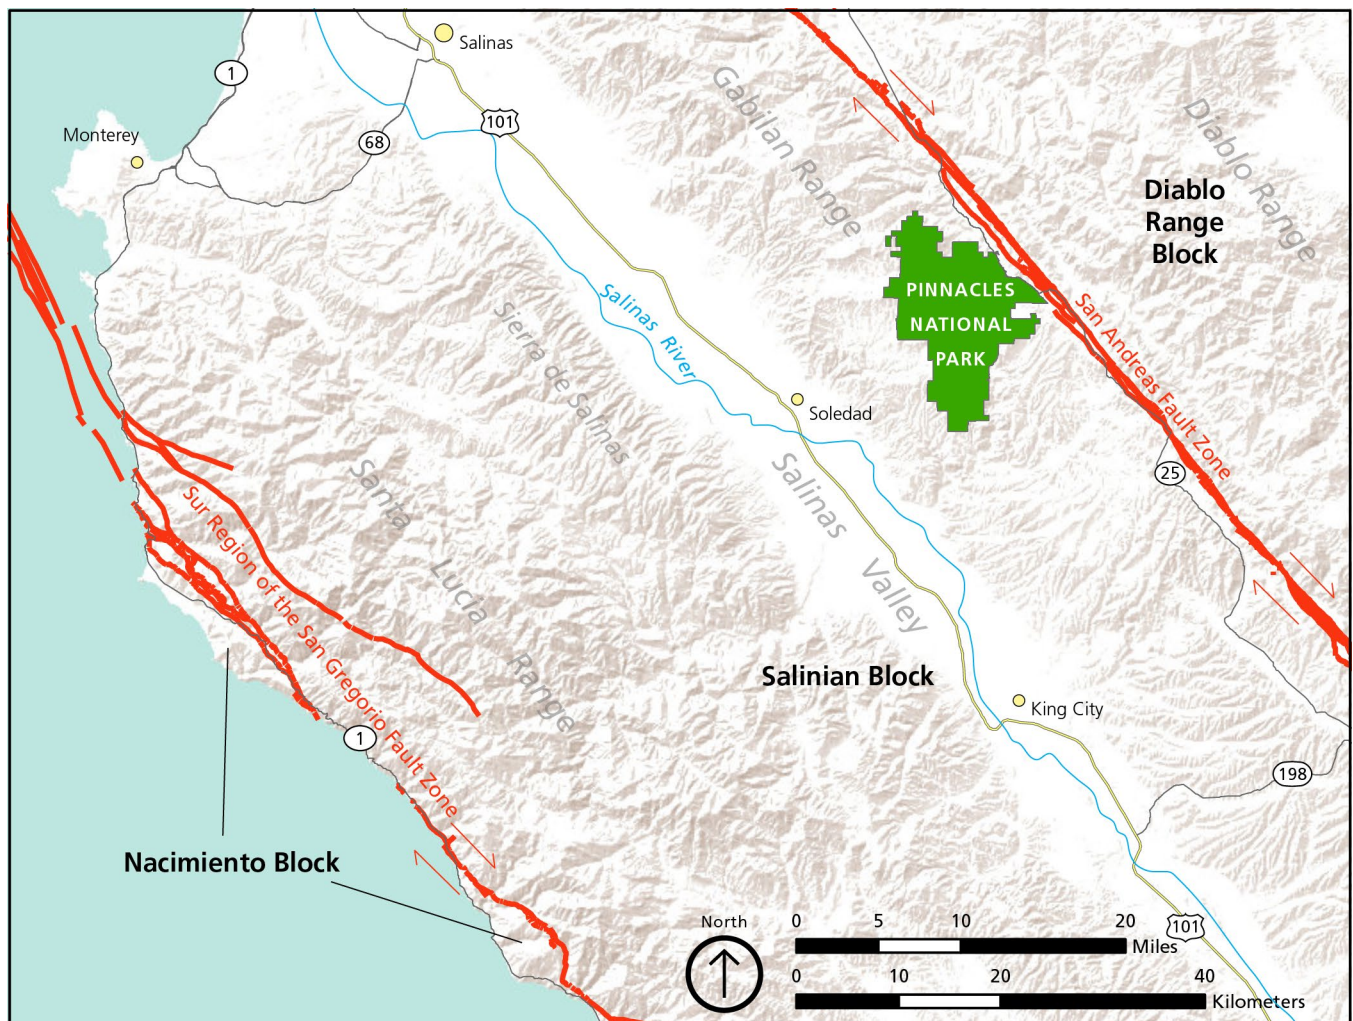 Salinas
1
101
Monterey
68
Gabilan Range
Diablo Range
Diablo
Range
Block
PINNACLES
NATIONAL
PARK
San Andreas Fault Zone
Salinas River
Sierra de Salinas
Soledad
25
Santa Lucia Range
Salinas Valley
Sur Region of the San Gregorio Fault Zone
Salinian Block
King City
1
198
Nacimiento Block
101
North
0 5 10 20
Miles
0 10 20 40
Kilometers